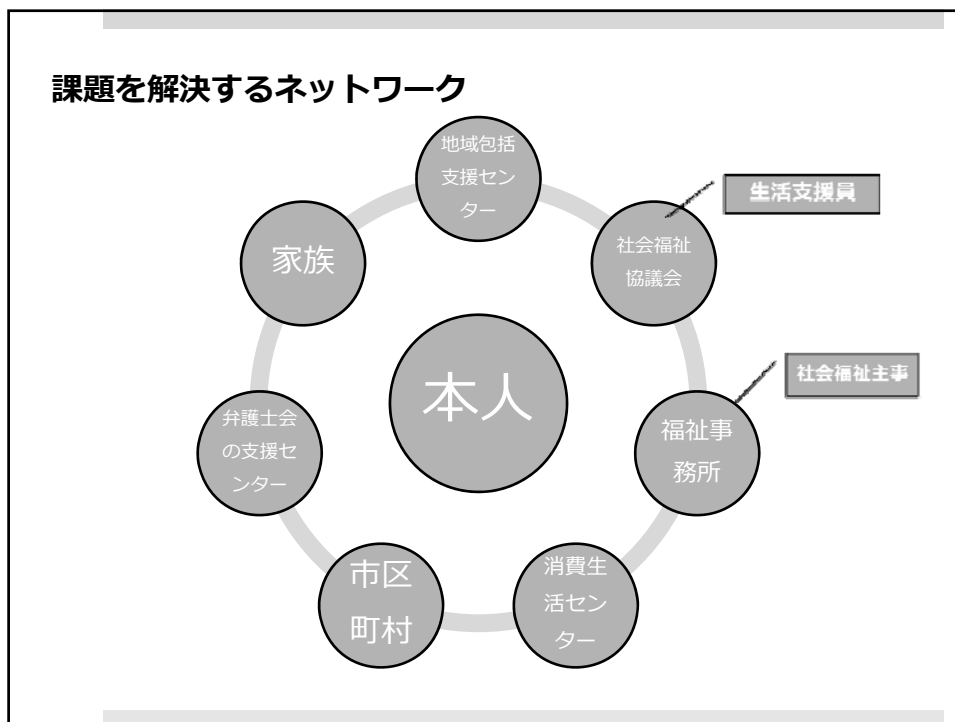 課題を解決するネットワーク
地域包括
支援セン
ター
生活支援員
社会福祉
協議会
家族
本人
社会福祉主事
福祉事
務所
弁護士会
の支援セ
ンター
市区
町村
消費生
活セン
ター